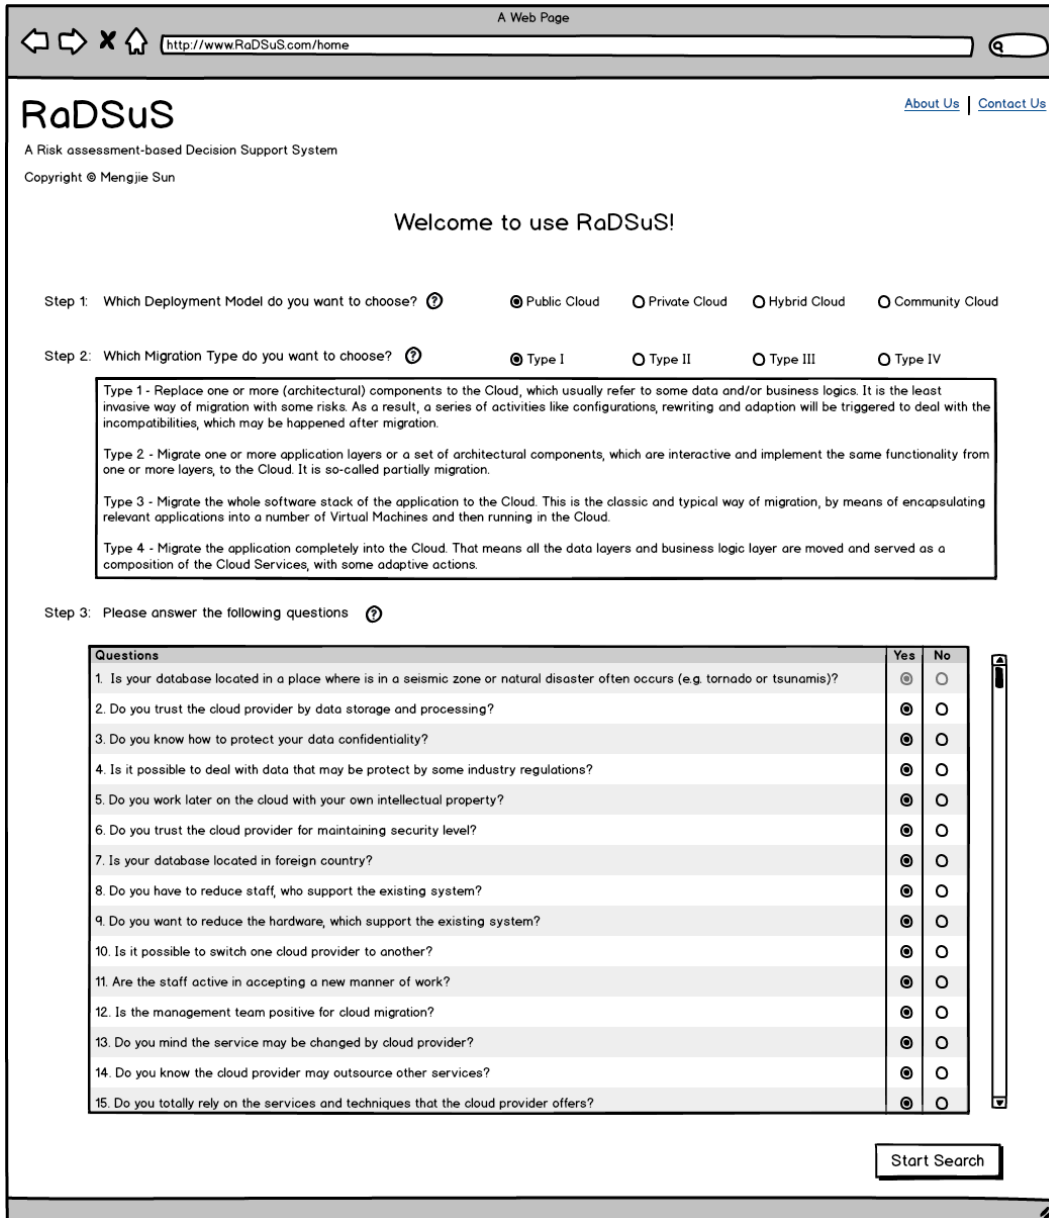 A Web Page
http://www.RaDSuS.com/home
RaDSuS
About Us | Contact Us
A Risk assessment-based Decision Support System
Copyright © Mengjie Sun
Welcome to use RaDSuS!
Step 1: Which Deployment Model do you want to choose? ? Public Cloud Private Cloud Hybrid Cloud Community Cloud
Step 2: Which Migration Type do you want to choose? ? Type I Type II Type III Type IV
Type 1 - Replace one or more (architectural) components to the Cloud, which usually refer to some data and/or business logics. It is the least
invasive way of migration with some risks. As a result, a series of activities like configurations, rewriting and adaption will be triggered to deal with the
incompatibilities, which may be happened after migration.
Type 2 - Migrate one or more application layers or a set of architectural components, which are interactive and implement the same functionality from
one or more layers, to the Cloud. It is so-called partially migration.
Type 3 - Migrate the whole software stack of the application to the Cloud. This is the classic and typical way of migration, by means of encapsulating
relevant applications into a number of Virtual Machines and then running in the Cloud.
Type 4 - Migrate the application completely into the Cloud. That means all the data layers and business logic layer are moved and served as a
composition of the Cloud Services, with some adaptive actions.
Step 3: Please answer the following questions ?
Questions Yes No
1. Is your database located in a place where is in a seismic zone or natural disaster often occurs (e.g. tornado or tsunamis)?
2. Do you trust the cloud provider by data storage and processing?
3. Do you know how to protect your data confidentiality?
4. Is it possible to deal with data that may be protect by some industry regulations?
5. Do you work later on the cloud with your own intellectual property?
6. Do you trust the cloud provider for maintaining security level?
7. Is your database located in foreign country?
8. Do you have to reduce staff, who support the existing system?
9. Do you want to reduce the hardware, which support the existing system?
10. Is it possible to switch one cloud provider to another?
11. Are the staff active in accepting a new manner of work?
12. Is the management team positive for cloud migration?
13. Do you mind the service may be changed by cloud provider?
14. Do you know the cloud provider may outsource other services?
15. Do you totally rely on the services and techniques that the cloud provider offers?
Start Search